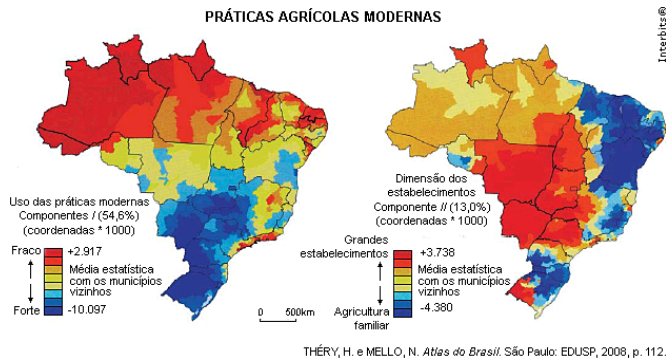 PRÁTICAS AGRÍCOLAS MODERNAS
Interbits®
Uso das práticas modernas
Componentes / (54,6%)
(coordenadas * 1000)
Fraco
+2.917
Média estatística
com os municípios
vizinhos
Forte
-10.097
0 500km
Dimensão dos
estabelecimentos
Componente // (13,0%)
(coordenadas * 1000)
Grandes
estabelecimentos
+3.738
Média estatística
com os municípios
vizinhos
Agricultura
familiar
-4.380
THÉRY, H. e MELLO, N. Atlas do Brasil. São Paulo: EDUSP, 2008, p. 112.